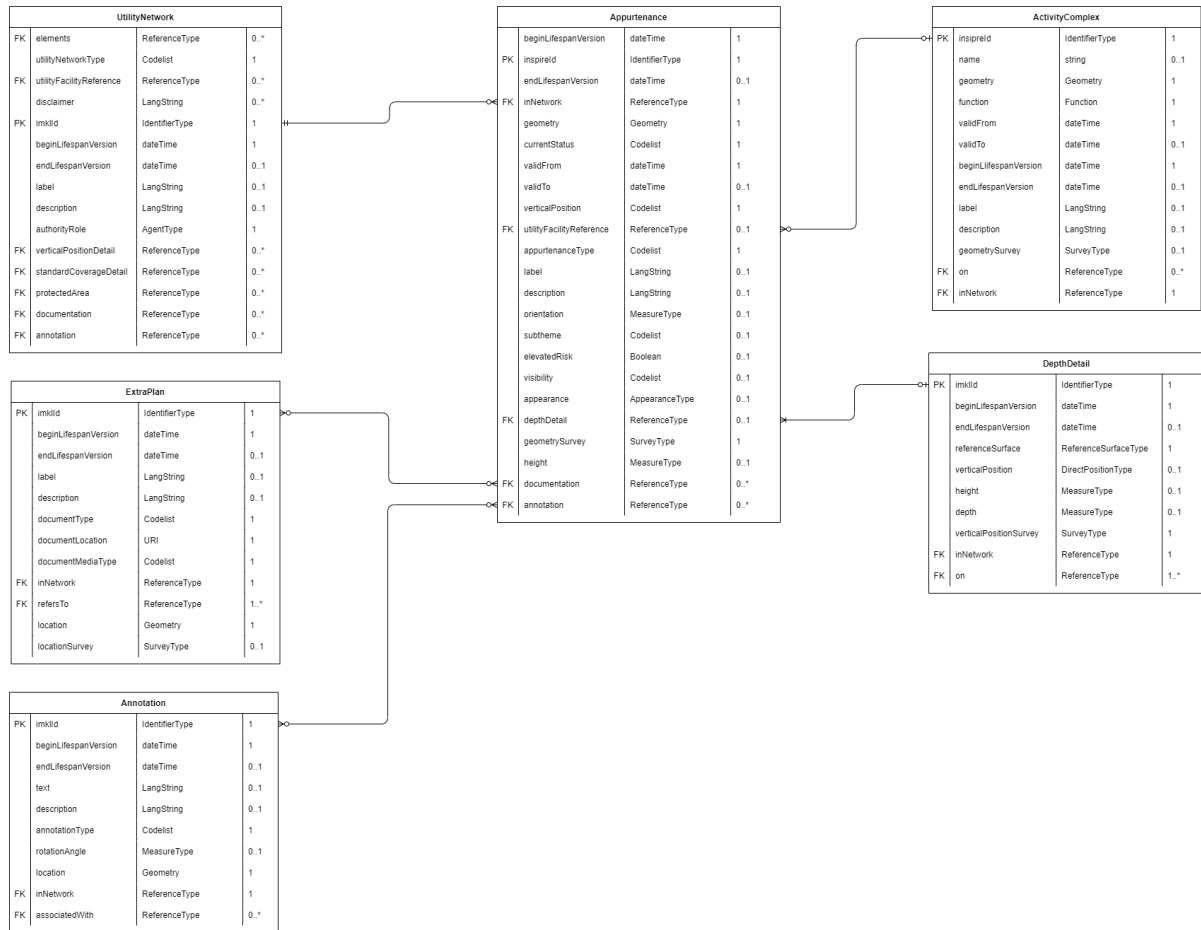 UtilityNetwork
FK elements ReferenceType 0..*
utilityNetworkType Codelist 1
FK utilityFacilityReference ReferenceType 0..*
disclaimer LangString 0..*
PK imklId IdentifierType 1
beginLifespanVersion dateTime 1
endLifespanVersion dateTime 0..1
label LangString 0..1
description LangString 0..1
authorityRole AgentType 1
FK verticalPositionDetail ReferenceType 0..*
FK standardCoverageDetail ReferenceType 0..*
FK protectedArea ReferenceType 0..*
FK documentation ReferenceType 0..*
FK annotation ReferenceType 0..*
ExtraPlan
PK imklId IdentifierType 1
beginLifespanVersion dateTime 1
endLifespanVersion dateTime 0..1
label LangString 0..1
description LangString 0..1
documentType Codelist 1
documentLocation URI 1
documentMediaType Codelist 1
FK inNetwork ReferenceType 1
FK refersTo ReferenceType 1..*
location Geometry 1
locationSurvey SurveyType 0..1
Annotation
PK imklId IdentifierType 1
beginLifespanVersion dateTime 1
endLifespanVersion dateTime 0..1
text LangString 0..1
description LangString 0..1
annotationType Codelist 1
rotationAngle MeasureType 0..1
location Geometry 1
FK inNetwork ReferenceType 1
FK associatedWith ReferenceType 0..*
Appurtenance
beginLifespanVersion dateTime 1
PK inspireId IdentifierType 1
endLifespanVersion dateTime 0..1
FK inNetwork ReferenceType 1
geometry Geometry 1
currentStatus Codelist 1
validFrom dateTime 1
validTo dateTime 0..1
verticalPosition Codelist 1
FK utilityFacilityReference ReferenceType 0..1
appurtenanceType Codelist 1
label LangString 0..1
description LangString 0..1
orientation MeasureType 0..1
subtheme Codelist 0..1
elevatedRisk Boolean 0..1
visibility Codelist 0..1
appearance AppearanceType 0..1
FK depthDetail ReferenceType 0..1
geometrySurvey SurveyType 1
height MeasureType 0..1
FK documentation ReferenceType 0..*
FK annotation ReferenceType 0..*
ActivityComplex
PK insipreId IdentifierType 1
name string 0..1
geometry Geometry 1
function Function 1
validFrom dateTime 1
validTo dateTime 0..1
beginLlifespanVersion dateTime 1
endLifespanVersion dateTime 0..1
label LangString 0..1
description LangString 0..1
geometrySurvey SurveyType 0..1
FK on ReferenceType 0..*
FK inNetwork ReferenceType 1
DepthDetail
PK imklId IdentifierType 1
beginLifespanVersion dateTime 1
endLifespanVersion dateTime 0..1
referenceSurface ReferenceSurfaceType 1
verticalPosition DirectPositionType 0..1
height MeasureType 0..1
depth MeasureType 0..1
verticalPositionSurvey SurveyType 1
FK inNetwork ReferenceType 1
FK on ReferenceType 1..*